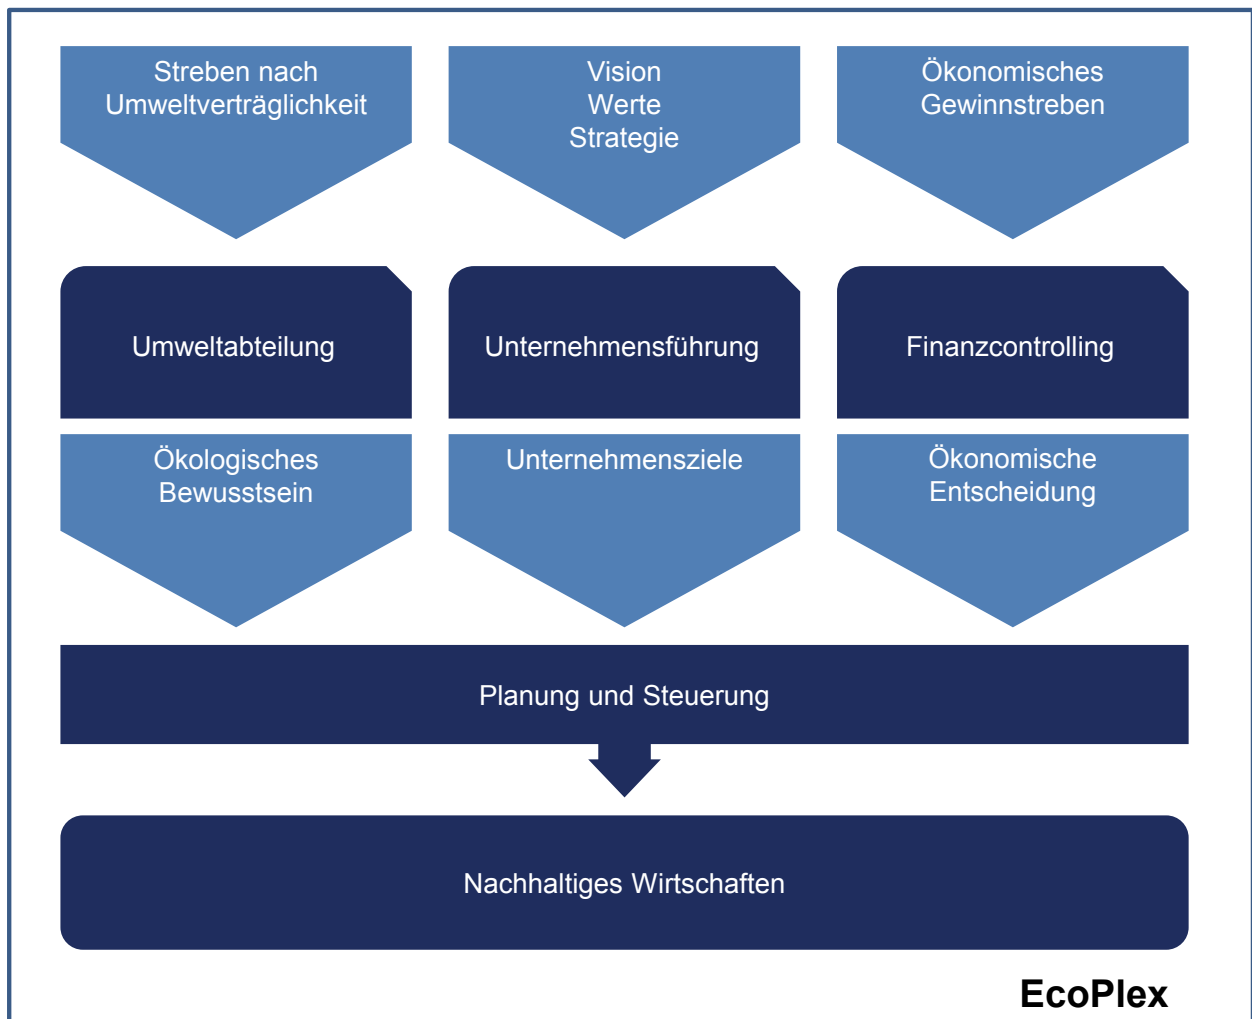 Streben nach
Umweltverträglichkeit
Vision
Werte
Strategie
Ökonomisches
Gewinnstreben
Umweltabteilung
Unternehmensführung
Finanzcontrolling
Ökologisches
Bewusstsein
Unternehmensziele
Ökonomische
Entscheidung
Planung und Steuerung
Nachhaltiges Wirtschaften
EcoPlex